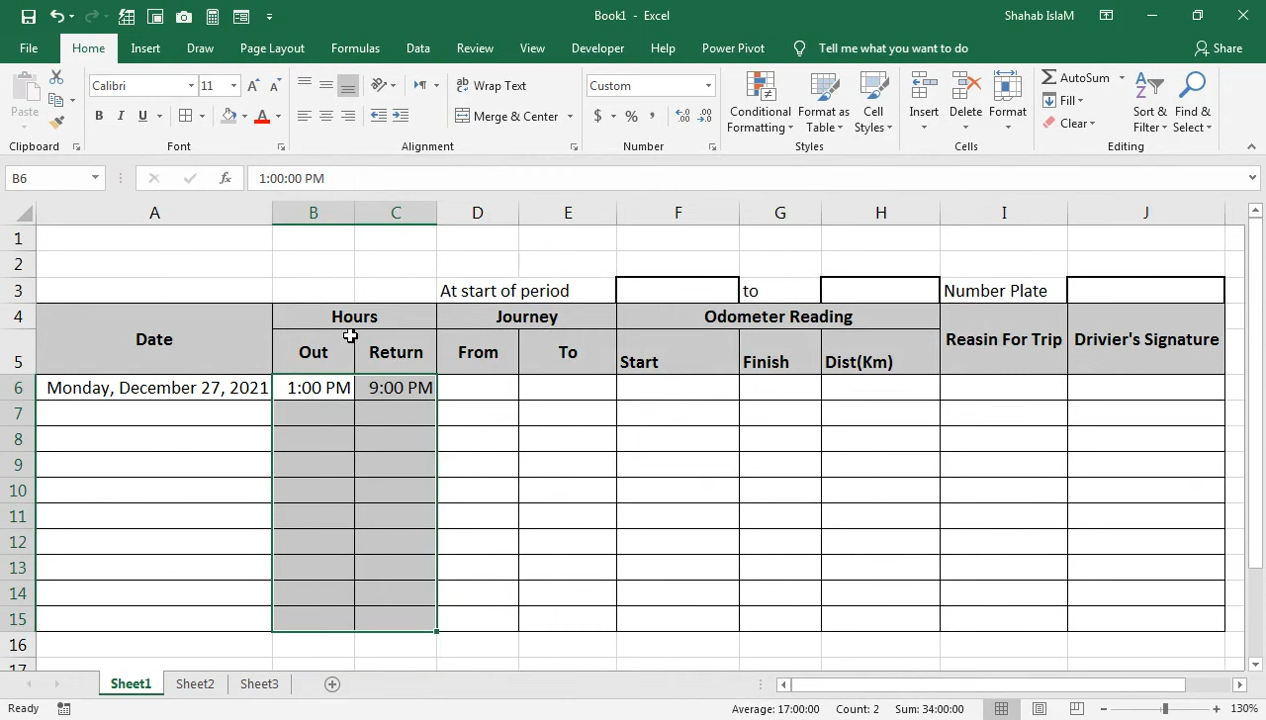 Book1 - Excel
Shahab IslaM
File Home Insert Draw Page Layout Formulas Data Review View Developer Help Power Pivot Tell me what you want to do Share
Paste
Clipboard
Calibri 11
B I U
Font
Wrap Text
Merge & Center
Alignment
Custom
$ % ,
Number
Conditional Formatting
Format as Table
Cell Styles
Styles
Insert Delete Format
Cells
AutoSum
Fill
Clear
Sort & Filter
Find & Select
Editing
B6 fx 1:00:00 PM
A B C D E F G H I J
1
2
3 At start of period to Number Plate
4 Date Hours Journey Odometer Reading Reasin For Trip Drivier's Signature
5 Out Return From To Start Finish Dist(Km)
6 Monday, December 27, 2021 1:00 PM 9:00 PM
7
8
9
10
11
12
13
14
15
16
17
Sheet1 Sheet2 Sheet3
Ready Average: 17:00:00 Count: 2 Sum: 34:00:00 130%